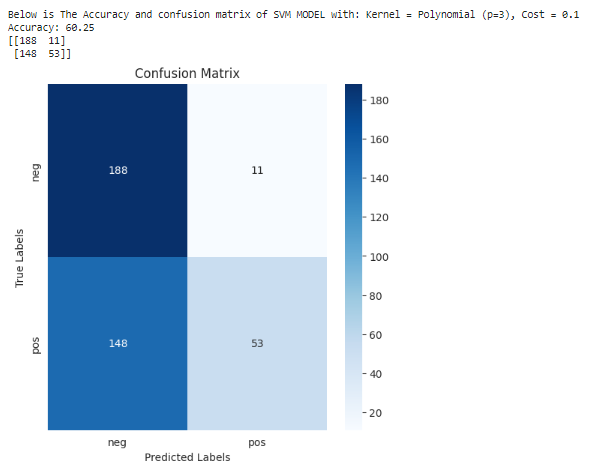 Below is The Accuracy and confusion matrix of SVM MODEL with: Kernel = Polynomial (p=3), Cost = 0.1
Accuracy: 60.25
[[188  11]
 [148  53]]
Confusion Matrix
180
160
140
120
100
80
60
40
20
neg
188
11
True Labels
pos
148
53
neg
pos
Predicted Labels